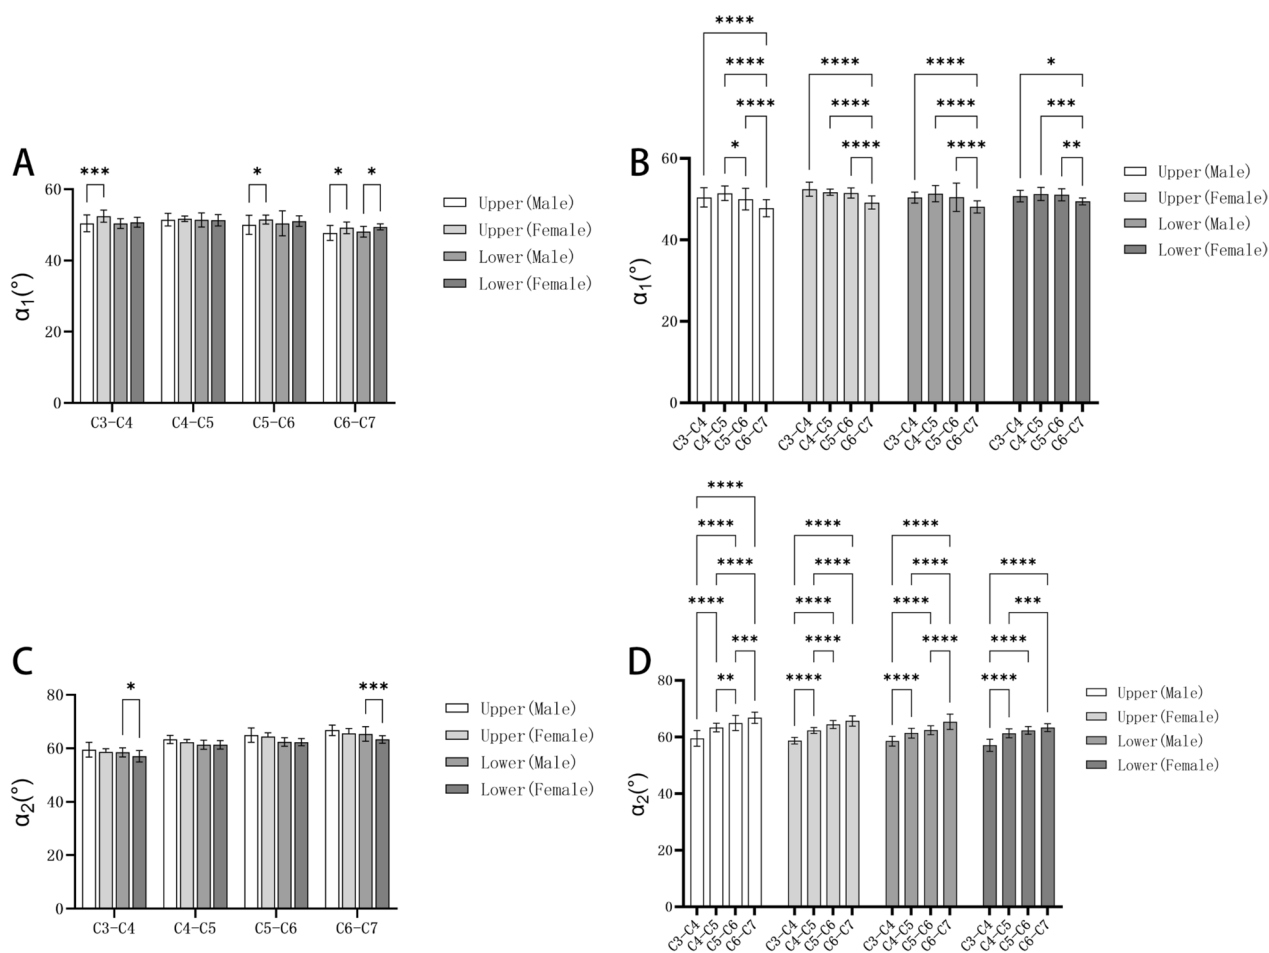 A
***
*
*
*
60
40
20
0
α1(°)
C3-C4
C4-C5
C5-C6
C6-C7
Upper(Male)
Upper(Female)
Lower(Male)
Lower(Female)
B
****
****
****
*
****
****
****
****
****
****
*
***
**
60
40
20
0
α1(°)
C3-C4
C4-C5
C5-C6
C6-C7
C3-C4
C4-C5
C5-C6
C6-C7
C3-C4
C4-C5
C5-C6
C6-C7
C3-C4
C4-C5
C5-C6
C6-C7
Upper(Male)
Upper(Female)
Lower(Male)
Lower(Female)
C
*
***
80
60
40
20
0
α2(°)
C3-C4
C4-C5
C5-C6
C6-C7
Upper(Male)
Upper(Female)
Lower(Male)
Lower(Female)
D
****
****
****
****
***
**
****
****
****
****
****
****
****
****
****
****
****
***
****
****
80
60
40
20
0
α2(°)
C3-C4
C4-C5
C5-C6
C6-C7
C3-C4
C4-C5
C5-C6
C6-C7
C3-C4
C4-C5
C5-C6
C6-C7
C3-C4
C4-C5
C5-C6
C6-C7
Upper(Male)
Upper(Female)
Lower(Male)
Lower(Female)